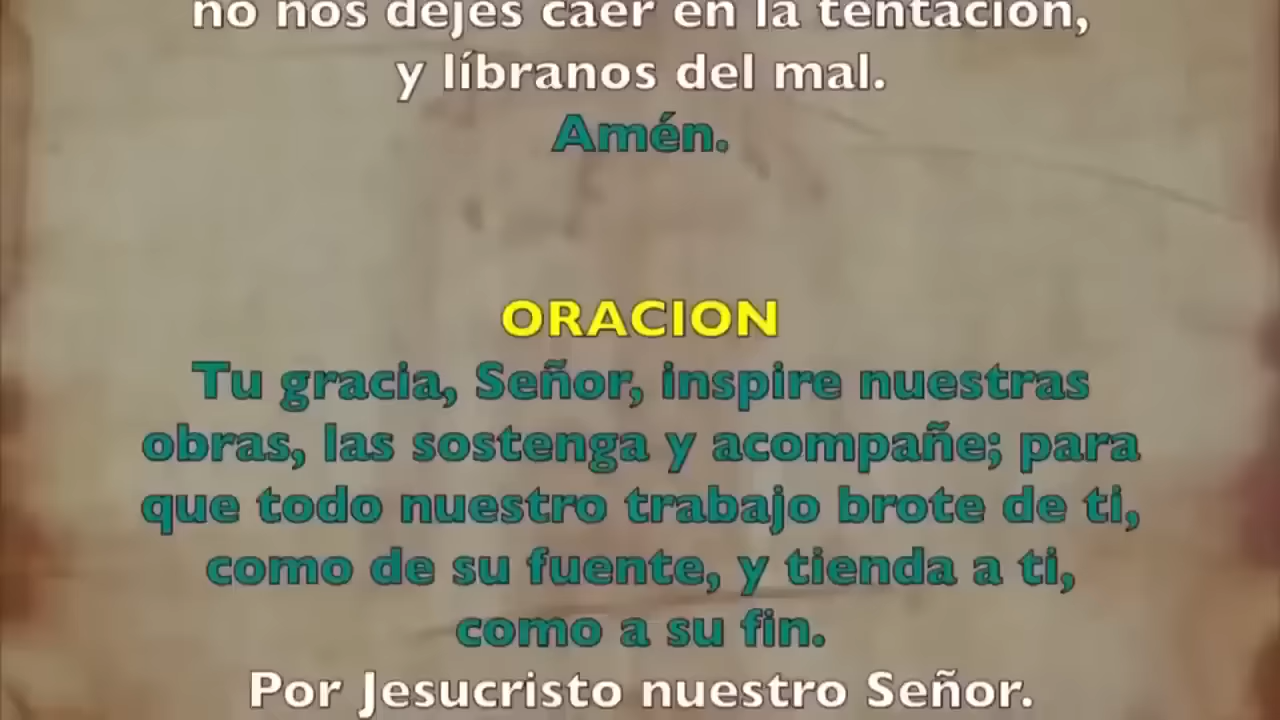 no nos dejes caer en la tentación,
y líbranos del mal.
Amén.
ORACION
Tu gracia, Señor, inspire nuestras
obras, las sostenga y acompañe; para
que todo nuestro trabajo brote de ti,
como de su fuente, y tienda a ti,
como a su fin.
Por Jesucristo nuestro Señor.